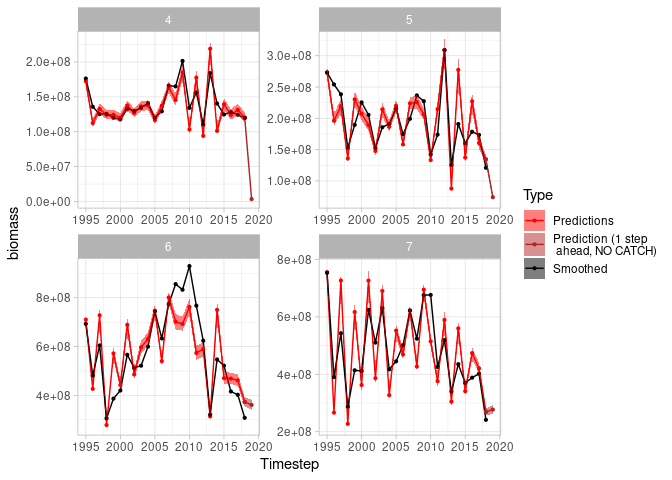 4
5
2.0e+08
1.5e+08
1.0e+08
5.0e+07
0.0e+00
3.0e+08
2.5e+08
2.0e+08
1.5e+08
1.0e+08
1995 2000 2005 2010 2015 2020
1995 2000 2005 2010 2015 2020
biomass
6
7
8e+08
6e+08
4e+08
8e+08
6e+08
4e+08
2e+08
1995 2000 2005 2010 2015 2020
1995 2000 2005 2010 2015 2020
Timestep
Type
Predictions
Prediction (1 step
ahead, NO CATCH)
Smoothed